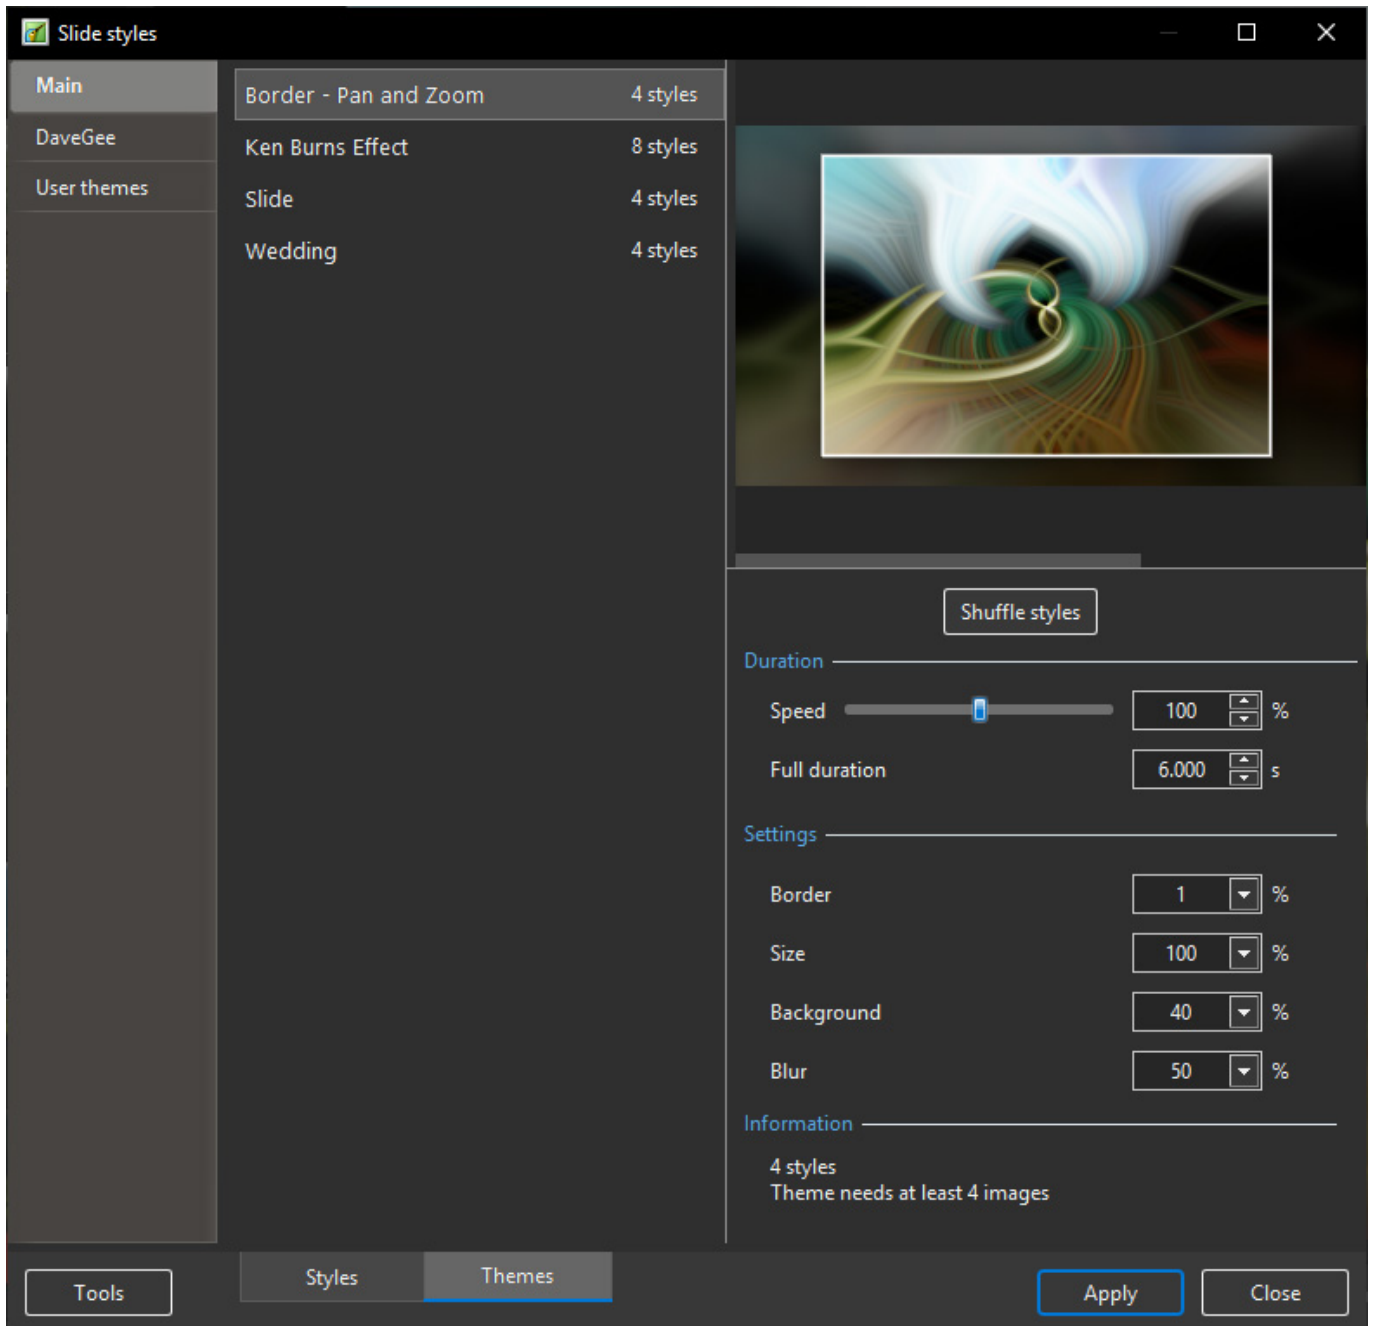 Slide styles
Main
DaveGee
User themes
Border - Pan and Zoom 4 styles
Ken Burns Effect 8 styles
Slide 4 styles
Wedding 4 styles
Shuffle styles
Duration
Speed 100 %
Full duration 6.000 s
Settings
Border 1 %
Size 100 %
Background 40 %
Blur 50 %
Information
4 styles
Theme needs at least 4 images
Tools Styles Themes Apply Close